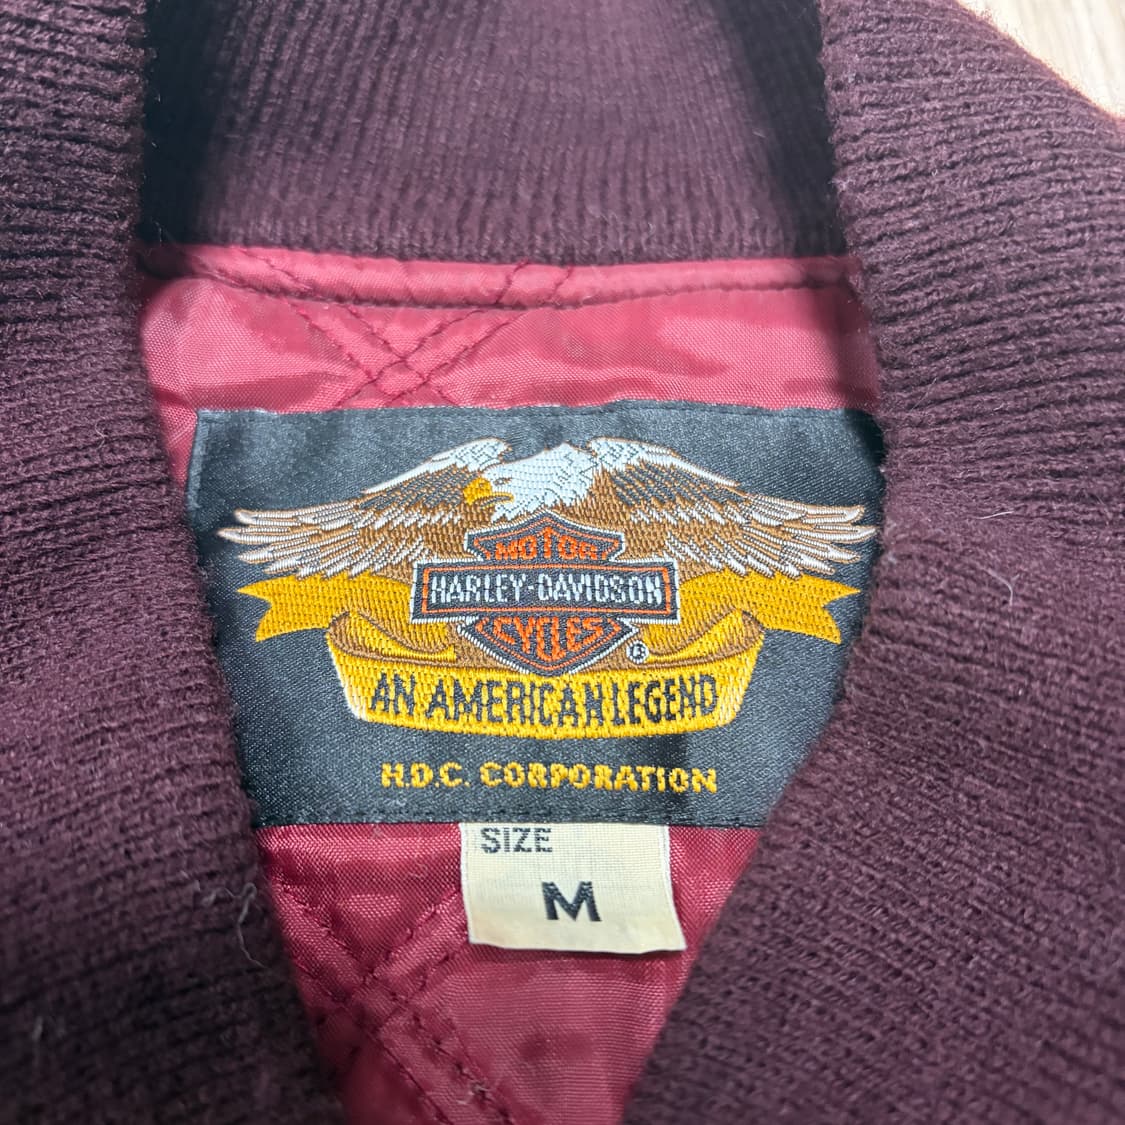 MOTOR
HARLEY-DAVIDSON
CYCLES
®
AN AMERICAN LEGEND
H.D.C. CORPORATION
SIZE
M